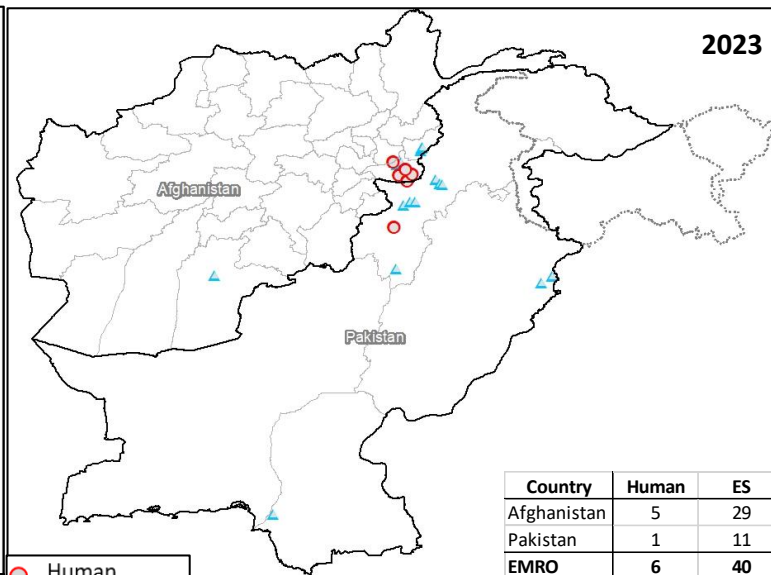 2023
Afghanistan
Pakistan
Country Human ES
Afghanistan 5 29
Pakistan 1 11
EMRO 6 40
Human